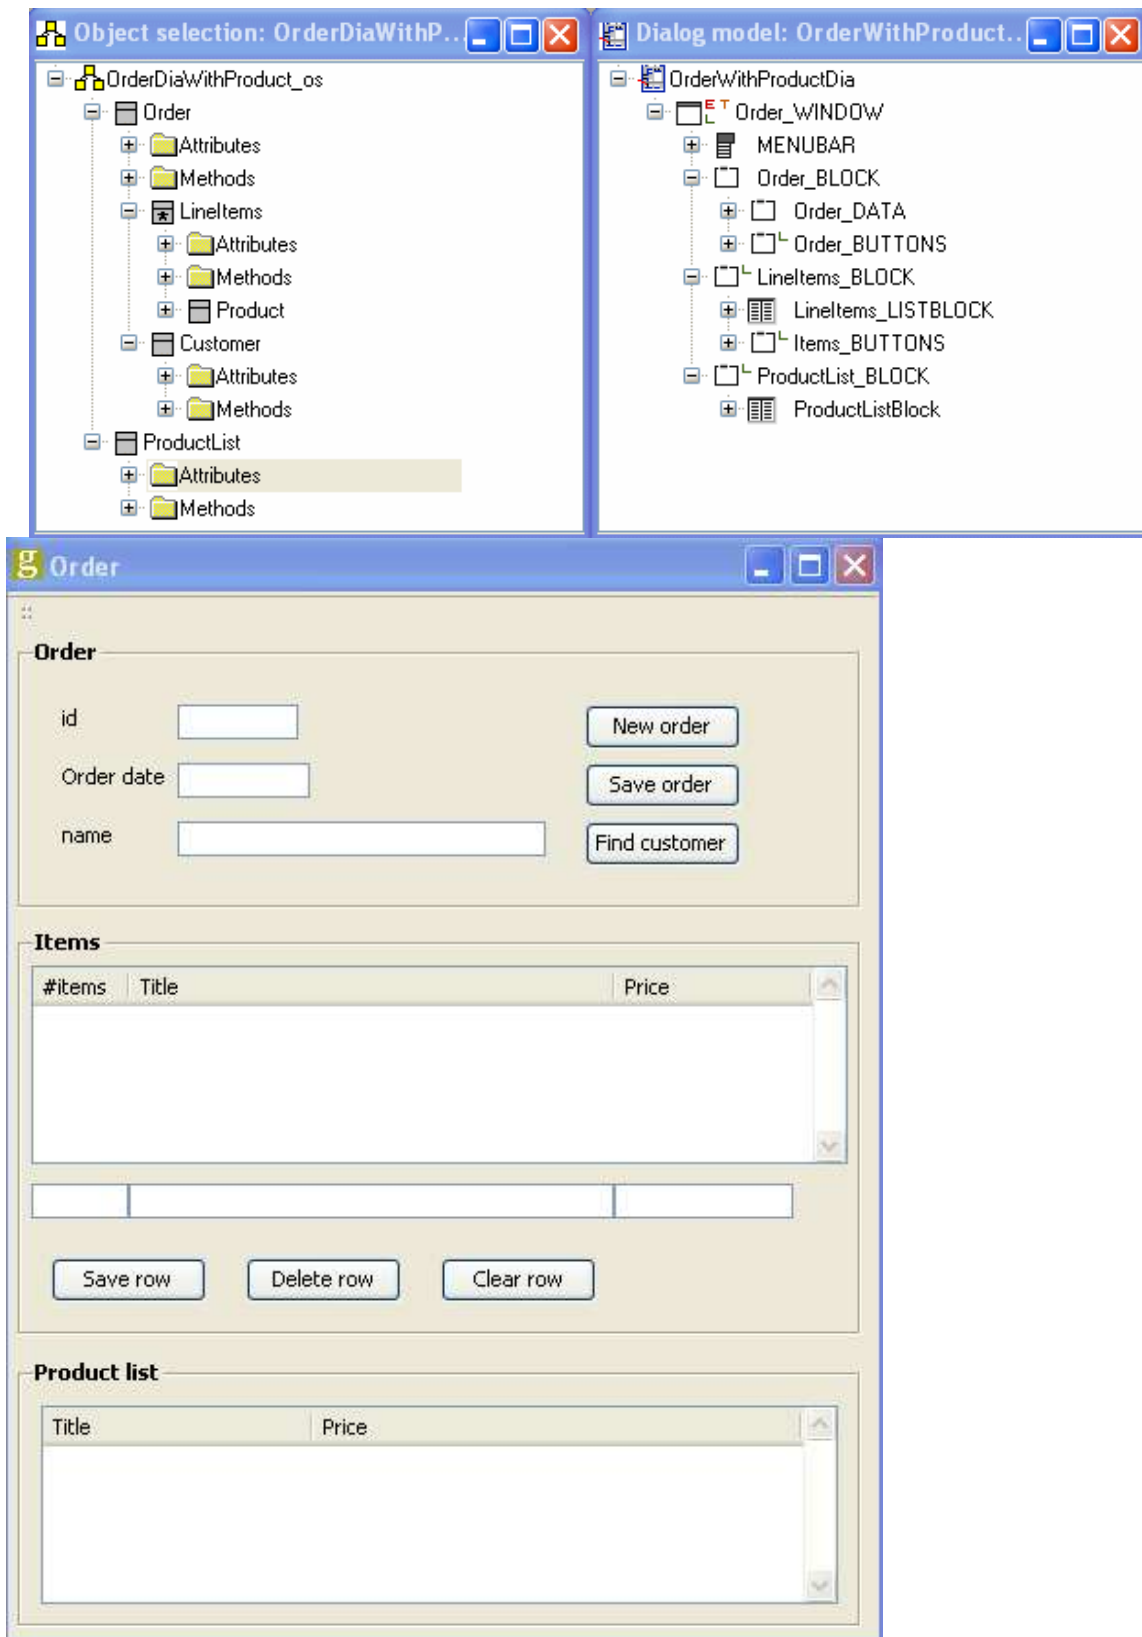 Object selection: OrderDiaWithP...
OrderDiaWithProduct_os
Order
Attributes
Methods
LineItems
Attributes
Methods
Product
Customer
Attributes
Methods
ProductList
Attributes
Methods
Dialog model: OrderWithProduct...
OrderWithProductDia
E T L Order_WINDOW
MENUBAR
Order_BLOCK
Order_DATA
Order_BUTTONS
LineItems_BLOCK
LineItems_LISTBLOCK
Items_BUTTONS
ProductList_BLOCK
ProductListBlock
g Order
Order
id
New order
Order date
Save order
name
Find customer
Items
#items Title Price
Save row Delete row Clear row
Product list
Title Price